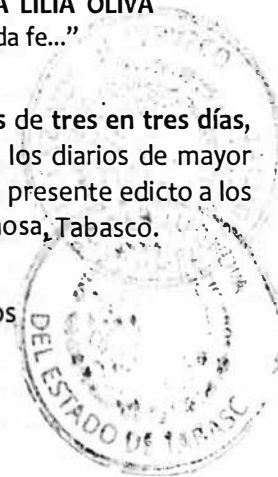 A LILIA OLIVA
da fe..."
s de tres en tres días,
los diarios de mayor
presente edicto a los
nosa, Tabasco.
os
DEL ESTADO DE TABASC